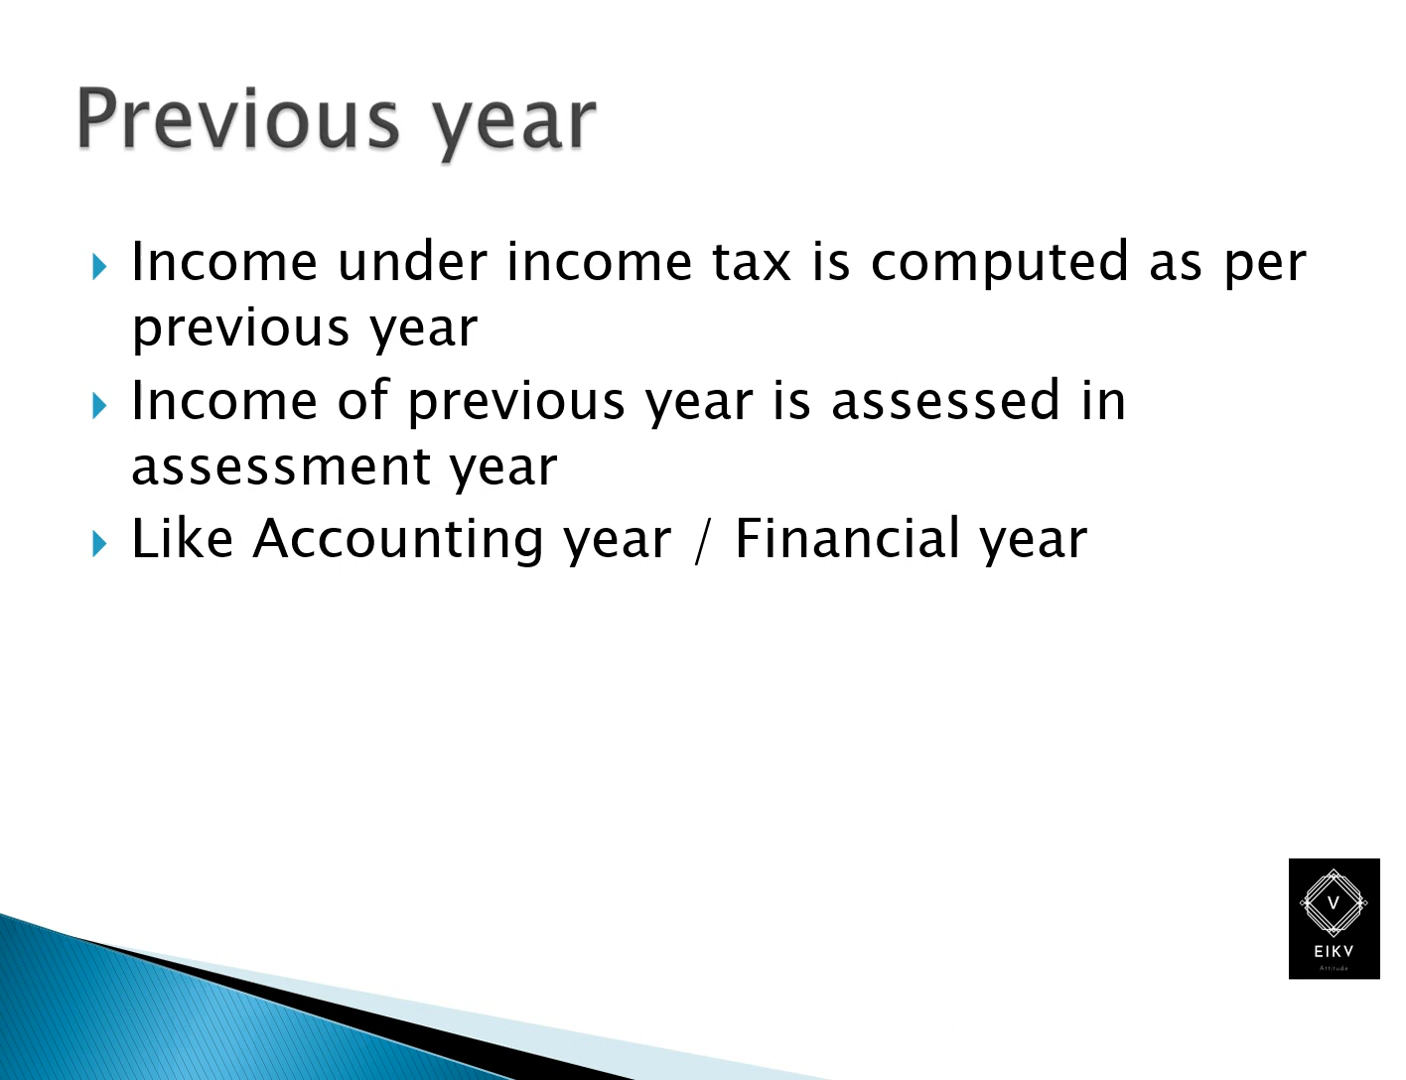 Previous year
Income under income tax is computed as per
previous year
Income of previous year is assessed in
assessment year
Like Accounting year / Financial year
V
EIKV
Attitude